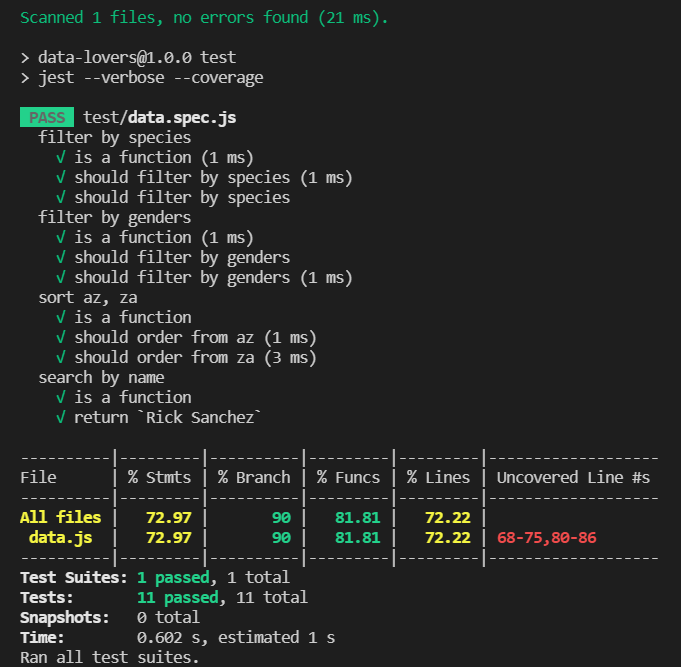 Scanned 1 files, no errors found (21 ms).
> data-lovers@1.0.0 test
> jest --verbose --coverage
PASS test/data.spec.js
filter by species
√ is a function (1 ms)
√ should filter by species (1 ms)
√ should filter by species
filter by genders
√ is a function (1 ms)
√ should filter by genders
√ should filter by genders (1 ms)
sort az, za
√ is a function
√ should order from az (1 ms)
√ should order from za (3 ms)
search by name
√ is a function
√ return `Rick Sanchez`
----------|---------|----------|---------|---------|-------------------
File      | % Stmts | % Branch | % Funcs | % Lines | Uncovered Line #s
----------|---------|----------|---------|---------|-------------------
All files |   72.97 |       90 |   81.81 |   72.22 |
 data.js  |   72.97 |       90 |   81.81 |   72.22 | 68-75,80-86
----------|---------|----------|---------|---------|-------------------
Test Suites: 1 passed, 1 total
Tests:       11 passed, 11 total
Snapshots:   0 total
Time:        0.602 s, estimated 1 s
Ran all test suites.